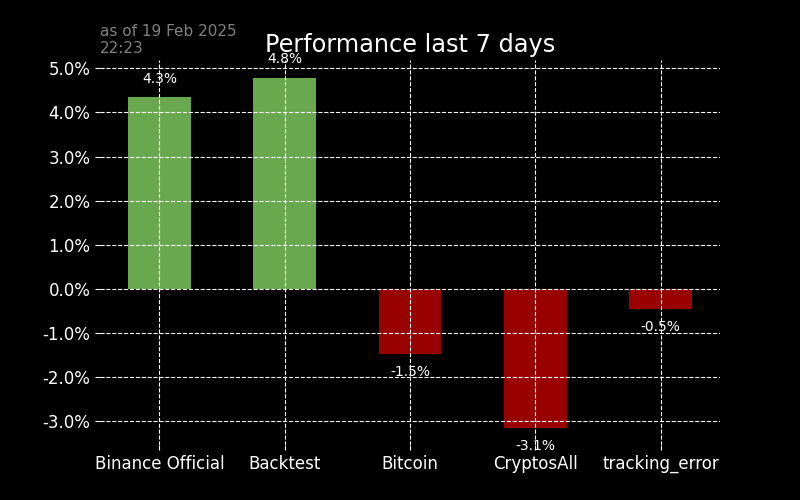 as of 19 Feb 2025
22:23
Performance last 7 days
5.0%
4.0%
3.0%
2.0%
1.0%
0.0%
-1.0%
-2.0%
-3.0%
4.3%
4.8%
-1.5%
-3.1%
-0.5%
Binance Official
Backtest
Bitcoin
CryptosAll
tracking_error